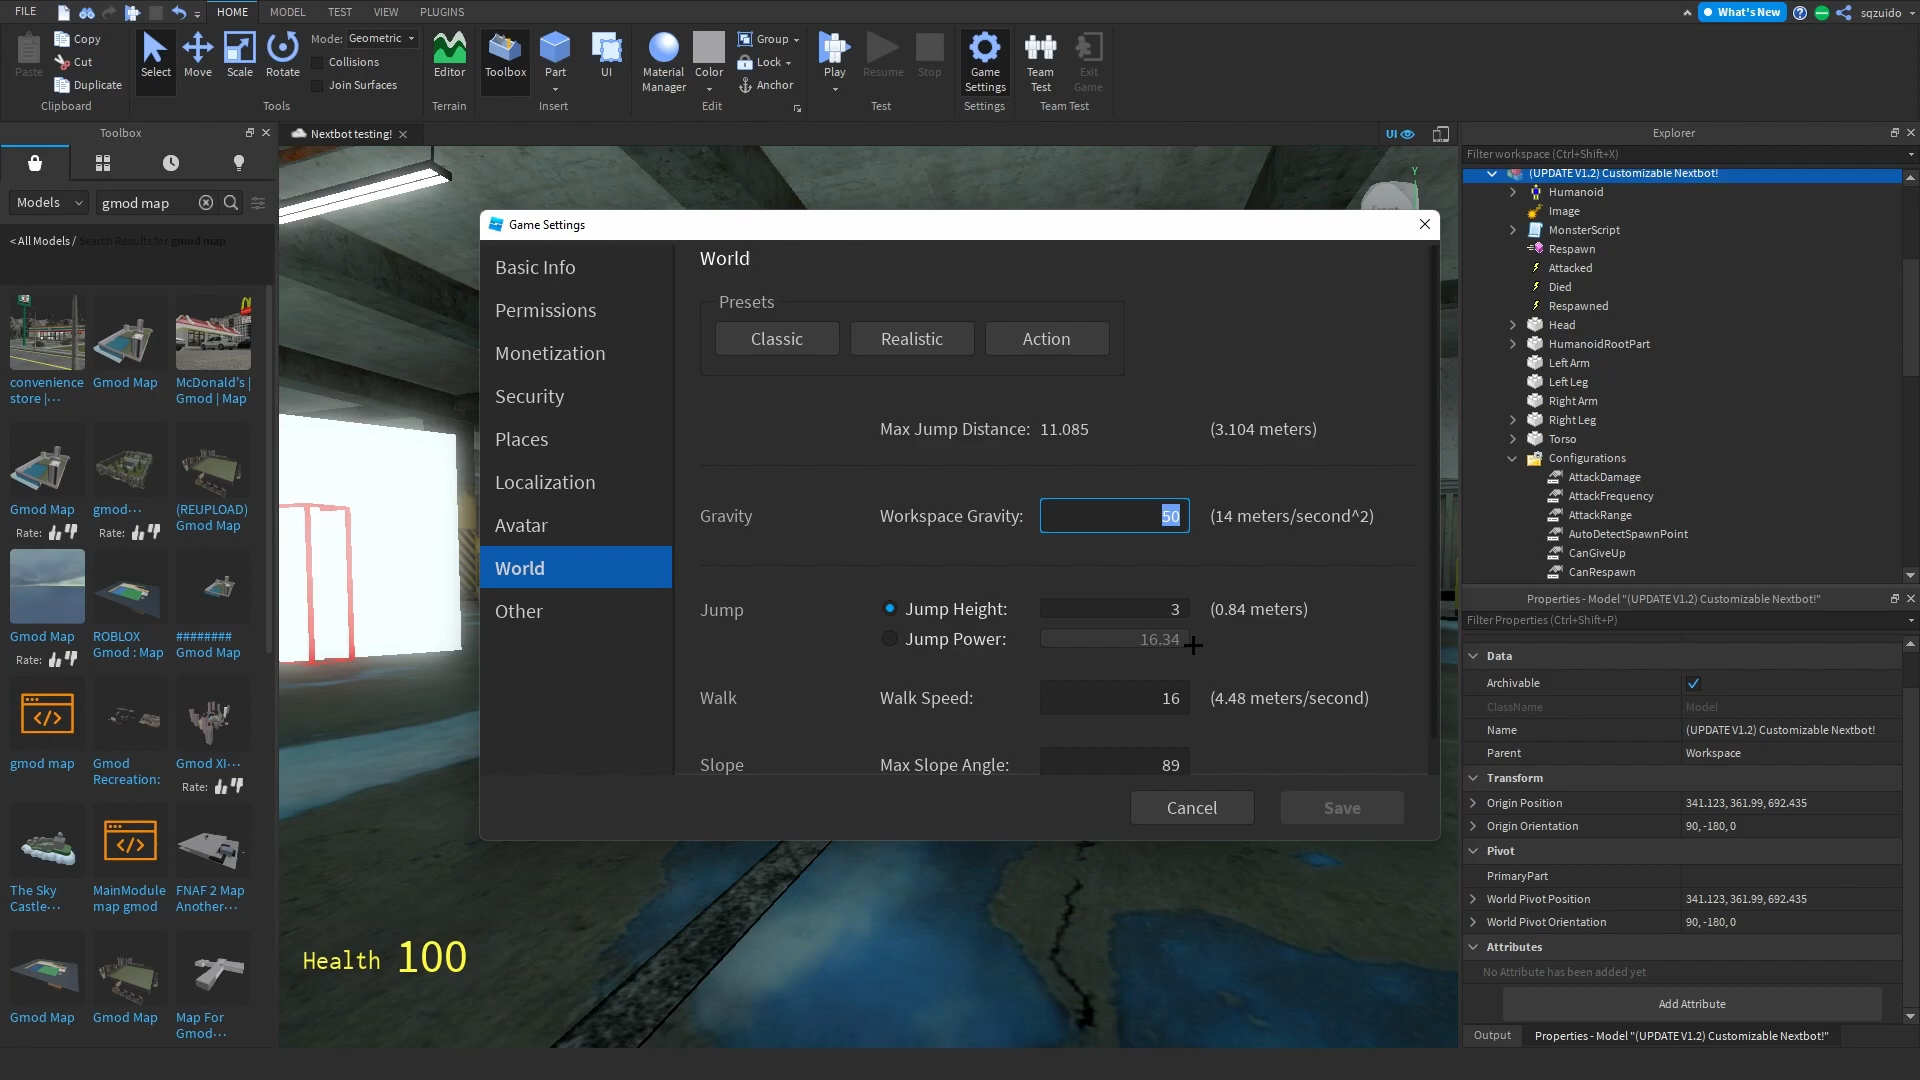 FILE
HOME
MODEL
TEST
VIEW
PLUGINS
What's New
sqzuido
Paste
Copy
Cut
Duplicate
Clipboard
Select
Move
Scale
Rotate
Mode: Geometric
Collisions
Join Surfaces
Tools
Editor
Terrain
Toolbox
Part
UI
Insert
Material
Manager
Color
Group
Lock
Anchor
Edit
Play
Resume
Stop
Test
Game
Settings
Settings
Team
Test
Exit
Game
Team Test
Toolbox
Nextbot testing!
UI
Explorer
Models
gmod map
< All Models / Search Results for gmod map
convenience
store |...
Gmod Map
McDonald's |
Gmod | Map
Gmod Map
gmod...
(REUPLOAD)
Gmod Map
Rate:
Rate:
Gmod Map
ROBLOX
Gmod : Map
########
Gmod Map
Rate:
gmod map
Gmod
Recreation:
Gmod XI...
Rate:
The Sky
Castle...
MainModule
map gmod
FNAF 2 Map
Another...
Gmod Map
Gmod Map
Map For
Gmod...
Health 100
Game Settings
Basic Info
Permissions
Monetization
Security
Places
Localization
Avatar
World
Other
World
Presets
Classic
Realistic
Action
Max Jump Distance: 11.085 (3.104 meters)
Gravity
Workspace Gravity: 50 (14 meters/second^2)
Jump
Jump Height: 3 (0.84 meters)
Jump Power: 16.34
Walk
Walk Speed: 16 (4.48 meters/second)
Slope
Max Slope Angle: 89
Cancel
Save
Filter workspace (Ctrl+Shift+X)
(UPDATE V1.2) Customizable Nextbot!
Humanoid
Image
MonsterScript
Respawn
Attacked
Died
Respawned
Head
HumanoidRootPart
Left Arm
Left Leg
Right Arm
Right Leg
Torso
Configurations
AttackDamage
AttackFrequency
AttackRange
AutoDetectSpawnPoint
CanGiveUp
CanRespawn
Properties - Model "(UPDATE V1.2) Customizable Nextbot!"
Filter Properties (Ctrl+Shift+P)
Data
Archivable
ClassName Model
Name (UPDATE V1.2) Customizable Nextbot!
Parent Workspace
Transform
Origin Position 341.123, 361.99, 692.435
Origin Orientation 90, -180, 0
Pivot
PrimaryPart
World Pivot Position 341.123, 361.99, 692.435
World Pivot Orientation 90, -180, 0
Attributes
No Attribute has been added yet
Add Attribute
Output
Properties - Model "(UPDATE V1.2) Customizable Nextbot!"